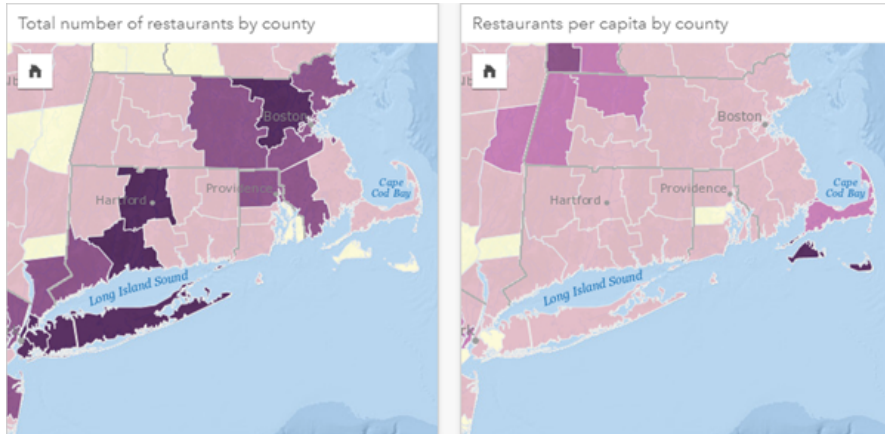 Total number of restaurants by county
Boston
Cape
Cod Bay
Providence
Hartford
Long Island Sound
Restaurants per capita by county
Boston
Cape
Cod Bay
Providence
Hartford
Long Island Sound